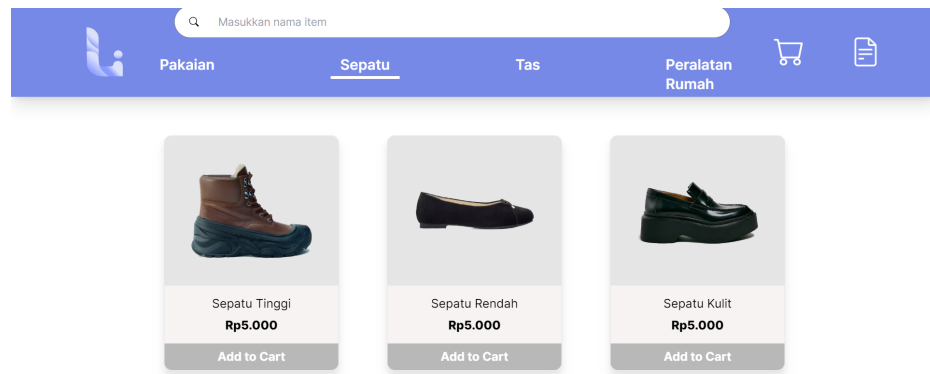 Masukkan nama item
Pakaian
Sepatu
Tas
Peralatan
Rumah
Sepatu Tinggi
Rp5.000
Add to Cart
Sepatu Rendah
Rp5.000
Add to Cart
Sepatu Kulit
Rp5.000
Add to Cart